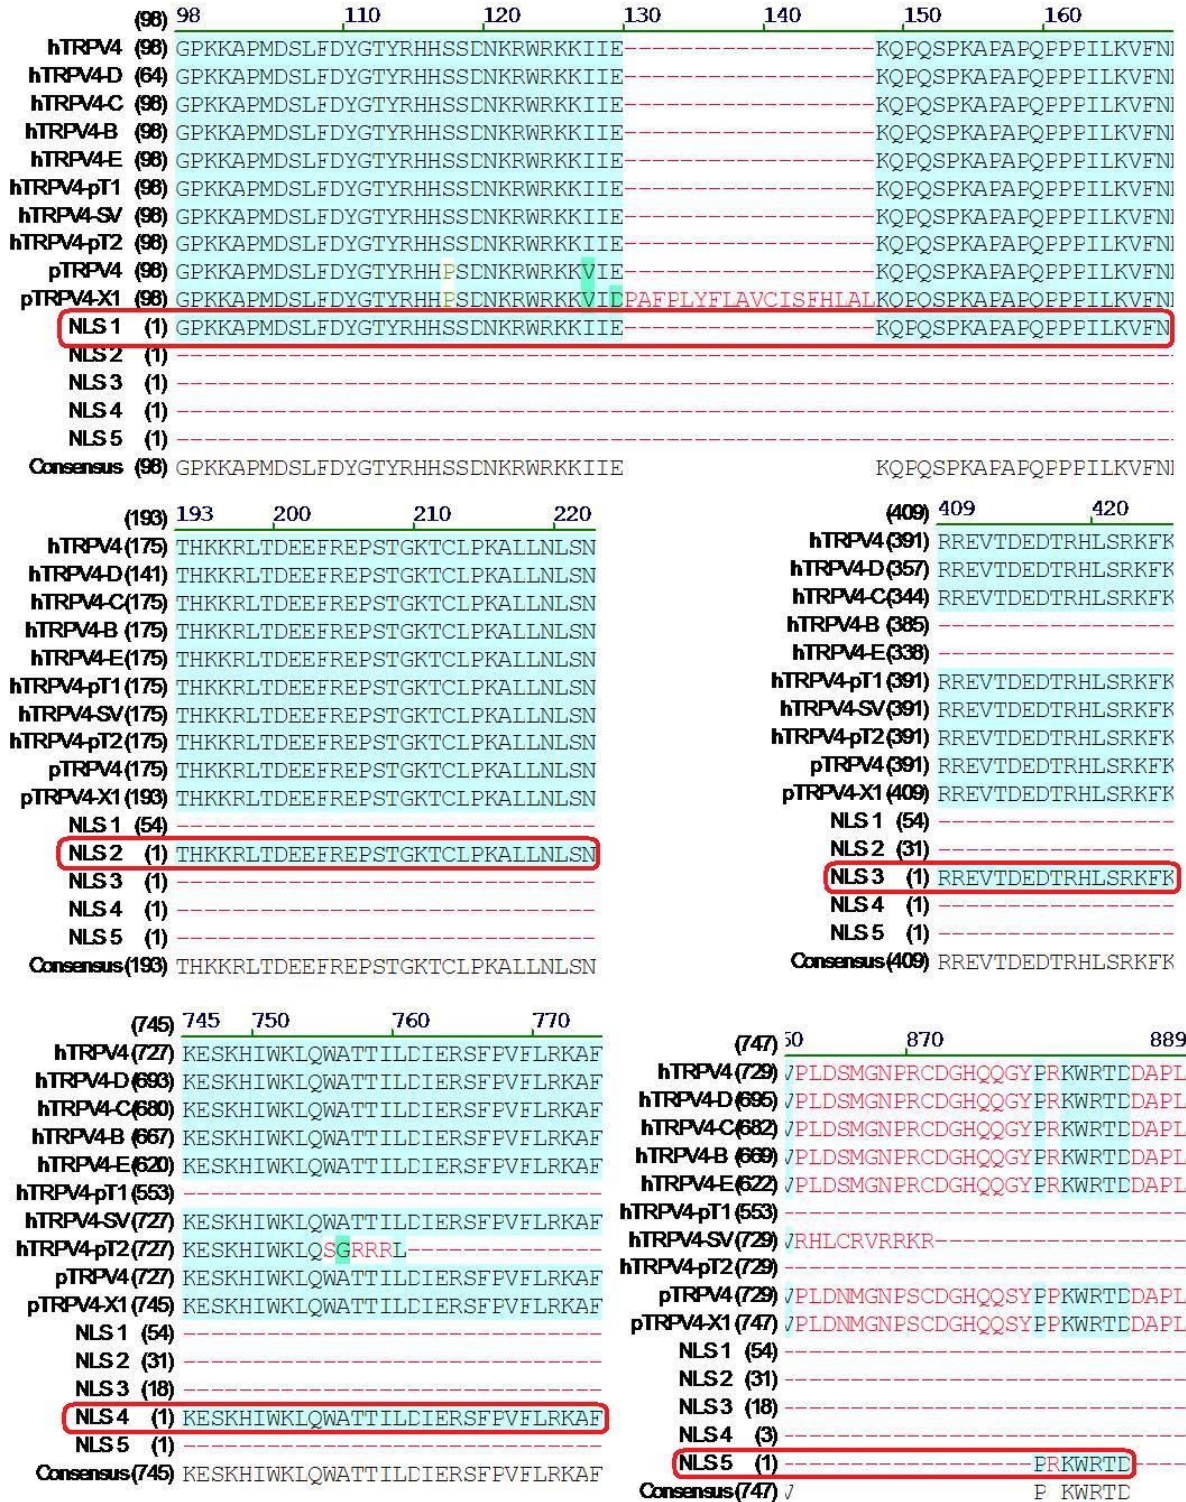 (98) 98 110 120 130 140 150 160
hTRPV4 (98) GPKKAPMDSLFDYGTYRHHSSDNKRWRKKIIE------------------KQPQSPKAPAPQPPPILKVFNI
hTRPV4-D (64) GPKKAPMDSLFDYGTYRHHSSDNKRWRKKIIE------------------KQPQSPKAPAPQPPPILKVFNI
hTRPV4-C (98) GPKKAPMDSLFDYGTYRHHSSDNKRWRKKIIE------------------KQPQSPKAPAPQPPPILKVFNI
hTRPV4-B (98) GPKKAPMDSLFDYGTYRHHSSDNKRWRKKIIE------------------KQPQSPKAPAPQPPPILKVFNI
hTRPV4-E (98) GPKKAPMDSLFDYGTYRHHSSDNKRWRKKIIE------------------KQPQSPKAPAPQPPPILKVFNI
hTRPV4-pT1 (98) GPKKAPMDSLFDYGTYRHHSSDNKRWRKKIIE------------------KQPQSPKAPAPQPPPILKVFNI
hTRPV4-SV (98) GPKKAPMDSLFDYGTYRHHSSDNKRWRKKIIE------------------KQPQSPKAPAPQPPPILKVFNI
hTRPV4-pT2 (98) GPKKAPMDSLFDYGTYRHHSSDNKRWRKKIIE------------------KQPQSPKAPAPQPPPILKVFNI
pTRPV4 (98) GPKKAPMDSLFDYGTYRHHPSDNKRWRKKVIE------------------KQPQSPKAPAPQPPPILKVFNI
pTRPV4-X1 (98) GPKKAPMDSLFDYGTYRHHPSDNKRWRKKVIDPAFPLYFLAVCISFHLALKQPQSPKAPAPQPPPILKVFNI
NLS 1 (1) GPKKAPMDSLFDYGTYRHHSSDNKRWRKKIIE------------------KQPQSPKAPAPQPPPILKVFN
NLS 2 (1) ------------------------------------------------------------------------
NLS 3 (1) ------------------------------------------------------------------------
NLS 4 (1) ------------------------------------------------------------------------
NLS 5 (1) ------------------------------------------------------------------------
Consensus (98) GPKKAPMDSLFDYGTYRHHSSDNKRWRKKIIE                  KQPQSPKAPAPQPPPILKVFNI
(193) 193 200 210 220
hTRPV4 (175) THKKRLTDEEFREPSTGKTCLPKALLNLSN
hTRPV4-D (141) THKKRLTDEEFREPSTGKTCLPKALLNLSN
hTRPV4-C (175) THKKRLTDEEFREPSTGKTCLPKALLNLSN
hTRPV4-B (175) THKKRLTDEEFREPSTGKTCLPKALLNLSN
hTRPV4-E (175) THKKRLTDEEFREPSTGKTCLPKALLNLSN
hTRPV4-pT1 (175) THKKRLTDEEFREPSTGKTCLPKALLNLSN
hTRPV4-SV (175) THKKRLTDEEFREPSTGKTCLPKALLNLSN
hTRPV4-pT2 (175) THKKRLTDEEFREPSTGKTCLPKALLNLSN
pTRPV4 (175) THKKRLTDEEFREPSTGKTCLPKALLNLSN
pTRPV4-X1 (193) THKKRLTDEEFREPSTGKTCLPKALLNLSN
NLS 1 (54) ------------------------------
NLS 2 (1) THKKRLTDEEFREPSTGKTCLPKALLNLSN
NLS 3 (1) ------------------------------
NLS 4 (1) ------------------------------
NLS 5 (1) ------------------------------
Consensus (193) THKKRLTDEEFREPSTGKTCLPKALLNLSN
(409) 409 420
hTRPV4 (391) RREVTDEDTRHLSRKFK
hTRPV4-D (357) RREVTDEDTRHLSRKFK
hTRPV4-C (344) RREVTDEDTRHLSRKFK
hTRPV4-B (385) -----------------
hTRPV4-E (338) -----------------
hTRPV4-pT1 (391) RREVTDEDTRHLSRKFK
hTRPV4-SV (391) RREVTDEDTRHLSRKFK
hTRPV4-pT2 (391) RREVTDEDTRHLSRKFK
pTRPV4 (391) RREVTDEDTRHLSRKFK
pTRPV4-X1 (409) RREVTDEDTRHLSRKFK
NLS 1 (54) -----------------
NLS 2 (31) -----------------
NLS 3 (1) RREVTDEDTRHLSRKFK
NLS 4 (1) -----------------
NLS 5 (1) -----------------
Consensus (409) RREVTDEDTRHLSRKFK
(745) 745 750 760 770
hTRPV4 (727) KESKHIWKLQWATTILDIERSFPVFLRKAF
hTRPV4-D (693) KESKHIWKLQWATTILDIERSFPVFLRKAF
hTRPV4-C (680) KESKHIWKLQWATTILDIERSFPVFLRKAF
hTRPV4-B (667) KESKHIWKLQWATTILDIERSFPVFLRKAF
hTRPV4-E (620) KESKHIWKLQWATTILDIERSFPVFLRKAF
hTRPV4-pT1 (553) ------------------------------
hTRPV4-SV (727) KESKHIWKLQWATTILDIERSFPVFLRKAF
hTRPV4-pT2 (727) KESKHIWKLQSGRRRL--------------
pTRPV4 (727) KESKHIWKLQWATTILDIERSFPVFLRKAF
pTRPV4-X1 (745) KESKHIWKLQWATTILDIERSFPVFLRKAF
NLS 1 (54) ------------------------------
NLS 2 (31) ------------------------------
NLS 3 (18) ------------------------------
NLS 4 (1) KESKHIWKLQWATTILDIERSFPVFLRKAF
NLS 5 (1) ------------------------------
Consensus (745) KESKHIWKLQWATTILDIERSFPVFLRKAF
(747) 50 870 889
hTRPV4 (729) VPLDSMGNPRCDGHQQGYPRKWRTDDAPL
hTRPV4-D (695) VPLDSMGNPRCDGHQQGYPRKWRTDDAPL
hTRPV4-C (682) VPLDSMGNPRCDGHQQGYPRKWRTDDAPL
hTRPV4-B (669) VPLDSMGNPRCDGHQQGYPRKWRTDDAPL
hTRPV4-E (622) VPLDSMGNPRCDGHQQGYPRKWRTDDAPL
hTRPV4-pT1 (553) -----------------------------
hTRPV4-SV (729) VRHLCRVRRKR------------------
hTRPV4-pT2 (729) -----------------------------
pTRPV4 (729) VPLDNMGNPSCDGHQQSYPPKWRTDDAPL
pTRPV4-X1 (747) VPLDNMGNPSCDGHQQSYPPKWRTDDAPL
NLS 1 (54) -----------------------------
NLS 2 (31) -----------------------------
NLS 3 (18) -----------------------------
NLS 4 (3) -----------------------------
NLS 5 (1) ------------------PRKWRTD----
Consensus (747) V                 P KWRTD